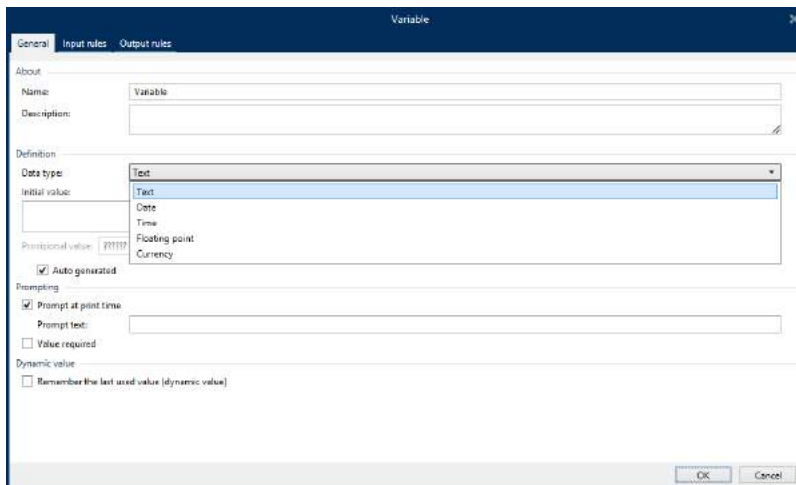 Variable
General Input rules Output rules
About
Name: Variable
Description:
Definition
Data type: Text
Initial value:
Text
Date
Time
Floating point
Currency
Provisional value: ??????
Auto generated
Prompting
Prompt at print time
Prompt text:
Value required
Dynamic value
Remember the last used value (dynamic value)
OK Cancel